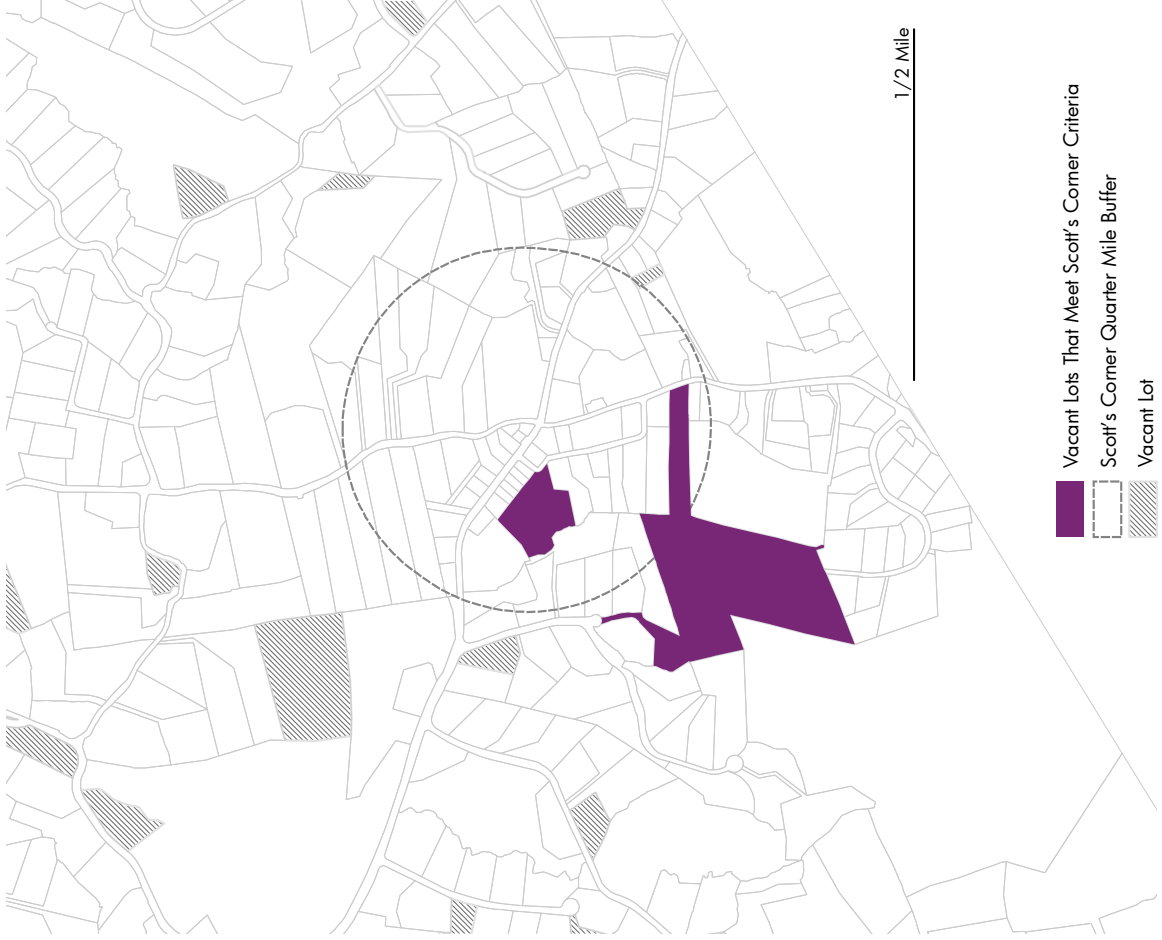 1/2 Mile
Vacant Lots That Meet Scott's Corner Criteria
Scott's Corner Quarter Mile Buffer
Vacant Lot